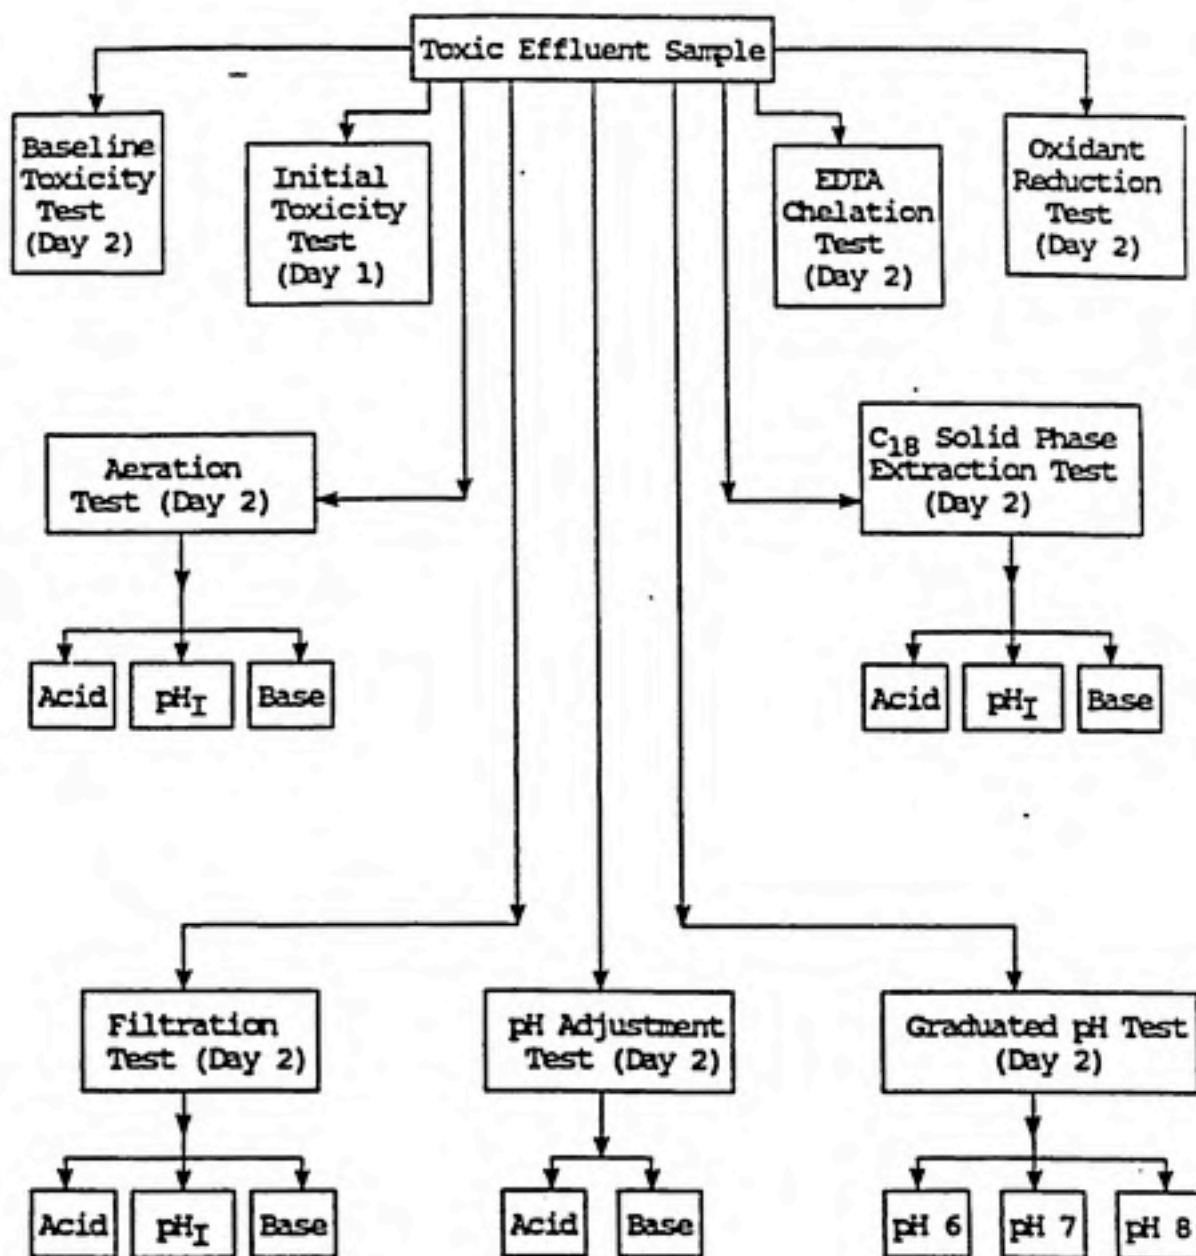 Toxic Effluent Sample
Baseline
Toxicity
Test
(Day 2)
Initial
Toxicity
Test
(Day 1)
EDTA
Chelation
Test
(Day 2)
Oxidant
Reduction
Test
(Day 2)
Aeration
Test (Day 2)
C18 Solid Phase
Extraction Test
(Day 2)
Acid
pHI
Base
Acid
pHI
Base
Filtration
Test (Day 2)
pH Adjustment
Test (Day 2)
Graduated pH Test
(Day 2)
Acid
pHI
Base
Acid
Base
pH 6
pH 7
pH 8